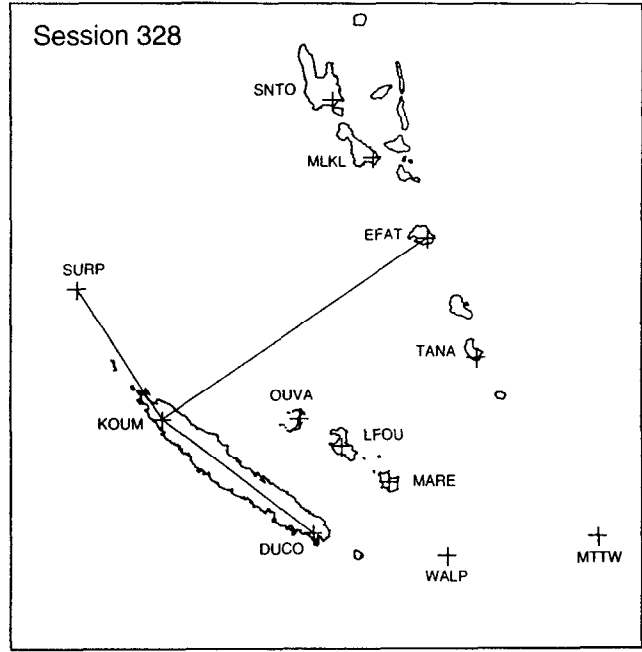 Session 328
SNTO
MLKL
EFAT
SURP
TANA
OUVA
KOUM
LFOU
MARE
DUCO
WALP
MTTW